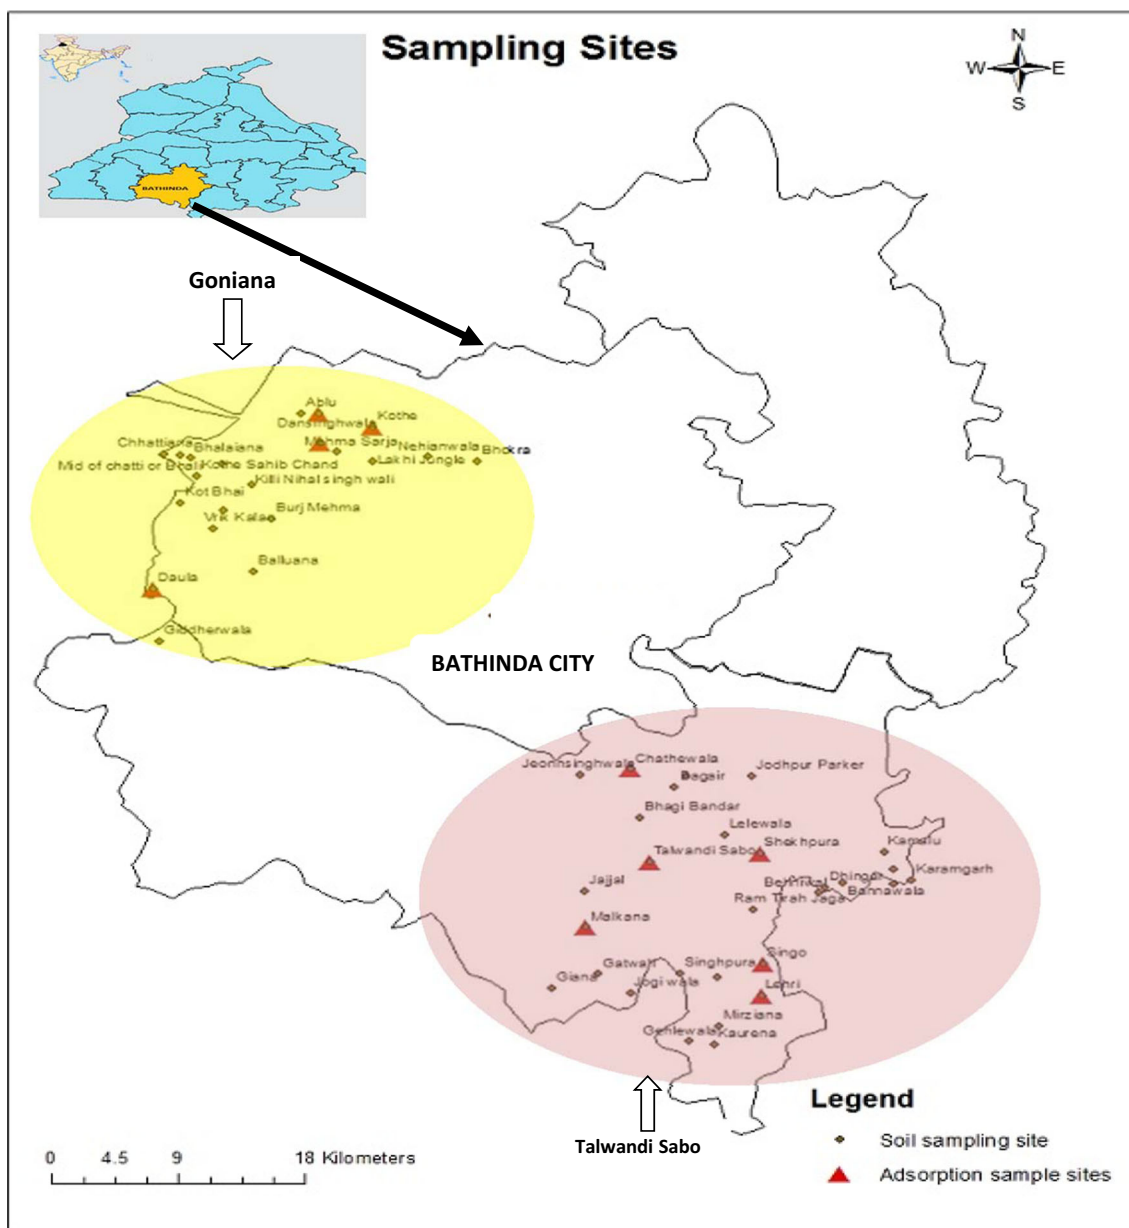 Sampling Sites
N
W
E
S
BATHINDA
Goniana
Ablu
Kothe
Dansinghwala
Mehma Sarja
Nehianwala
Bhokra
Chhattiana
Bhalaiana
Lakhi Jungle
Mid of chatti or Bhalli
Kothe Sahib Chand
Killi Nihal singh wali
Kot Bhai
Burj Mehma
Virk Kalan
Balluana
Daula
Giddherwala
BATHINDA CITY
Jeonnsinghwala
Chathewala
Bagair
Jodhpur Parker
Bhagi Bandar
Lelewala
Talwandi Sabo
Shekhpura
Kamalu
Jajjal
Dhingar
Karamgarh
Bannawala
Ram Tirah Jaga
Malkana
Singo
Gatwali
Singhpura
Giana
Jogi wala
Lehri
Mirziana
Gehlewala
Kaurena
Talwandi Sabo
Legend
Soil sampling site
Adsorption sample sites
0 4.5 9 18 Kilometers